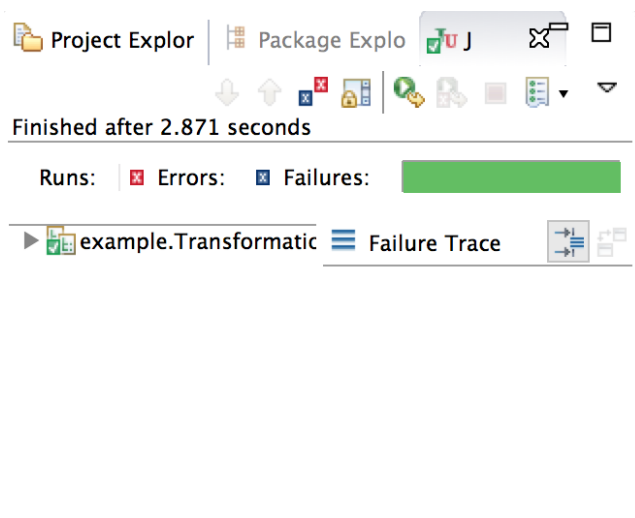 Project Explor Package Explo J
Finished after 2.871 seconds
Runs: Errors: Failures:
example.Transformatic Failure Trace